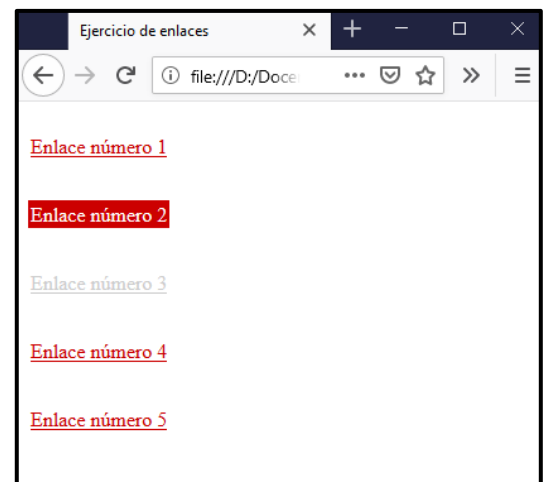 Ejercicio de enlaces
file:///D:/Doce
Enlace número 1
Enlace número 2
Enlace número 3
Enlace número 4
Enlace número 5